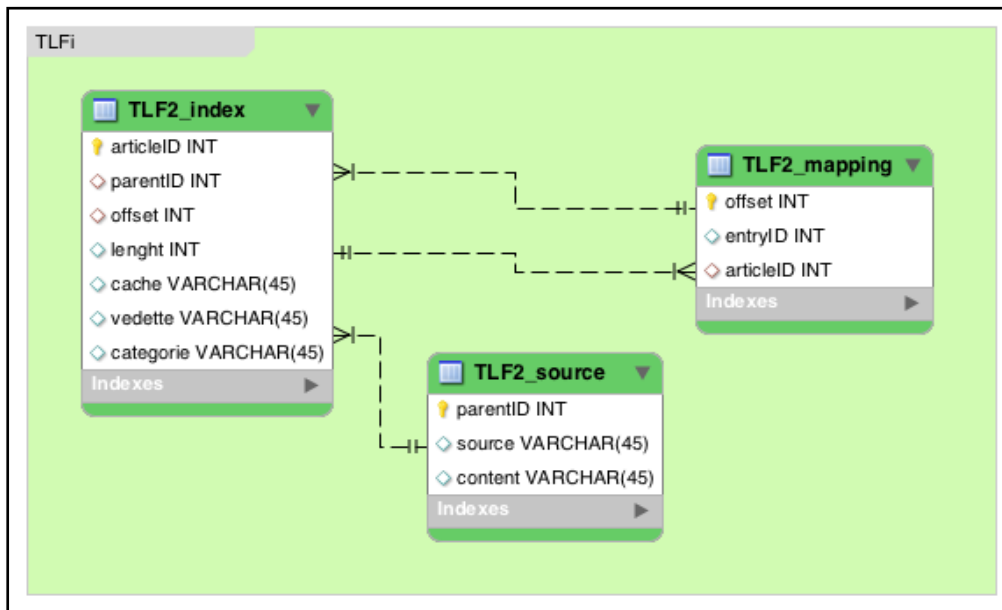 TLFi
TLF2_index
articleID INT
parentID INT
offset INT
lenght INT
cache VARCHAR(45)
vedette VARCHAR(45)
categorie VARCHAR(45)
Indexes
TLF2_mapping
offset INT
entryID INT
articleID INT
Indexes
TLF2_source
parentID INT
source VARCHAR(45)
content VARCHAR(45)
Indexes